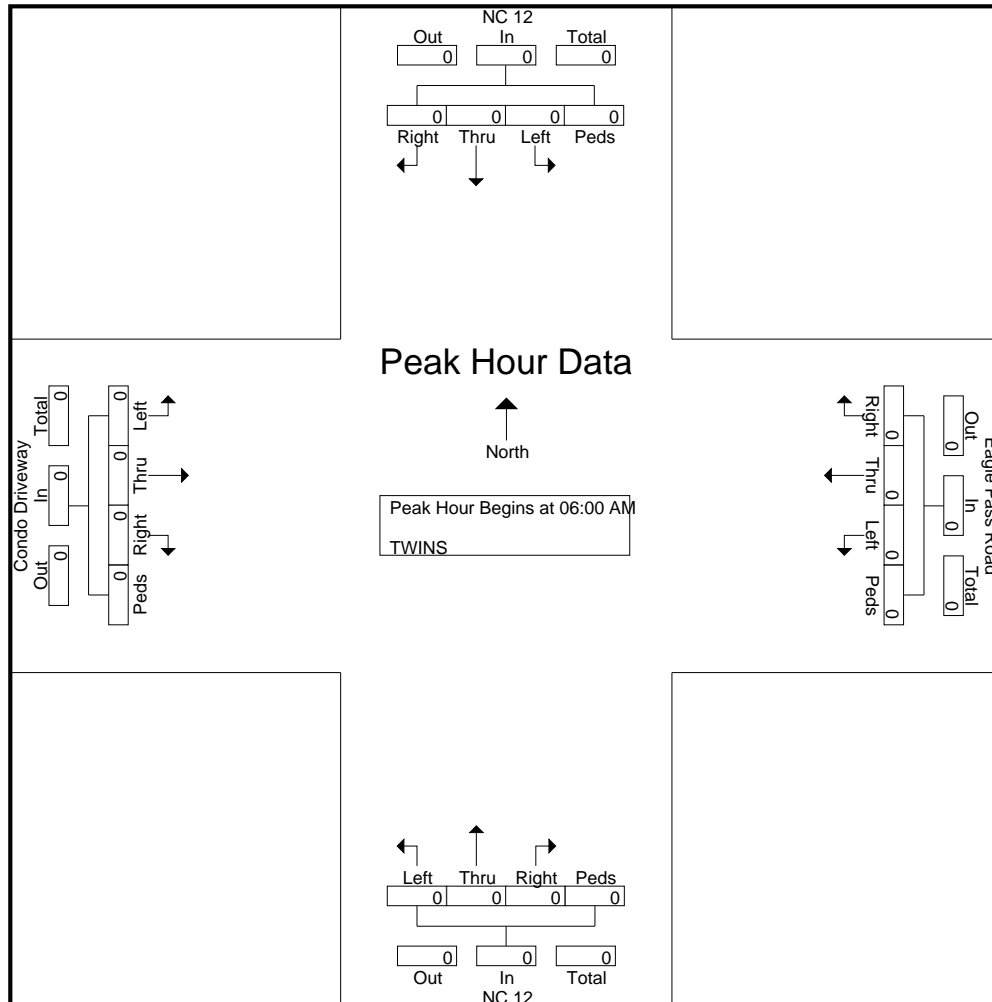 NC 12
Out In Total
0 0 0
0 0 0 0
Right Thru Left Peds
Peak Hour Data
North
Peak Hour Begins at 06:00 AM
TWINS
Condo Driveway
Out In Total
0 0 0
0 0 0 0
Peds Right Thru Left
Eagle Pass Road
Out In Total
0 0 0
0 0 0 0
Right Thru Left Peds
Left Thru Right Peds
0 0 0 0
0 0 0
Out In Total
NC 12